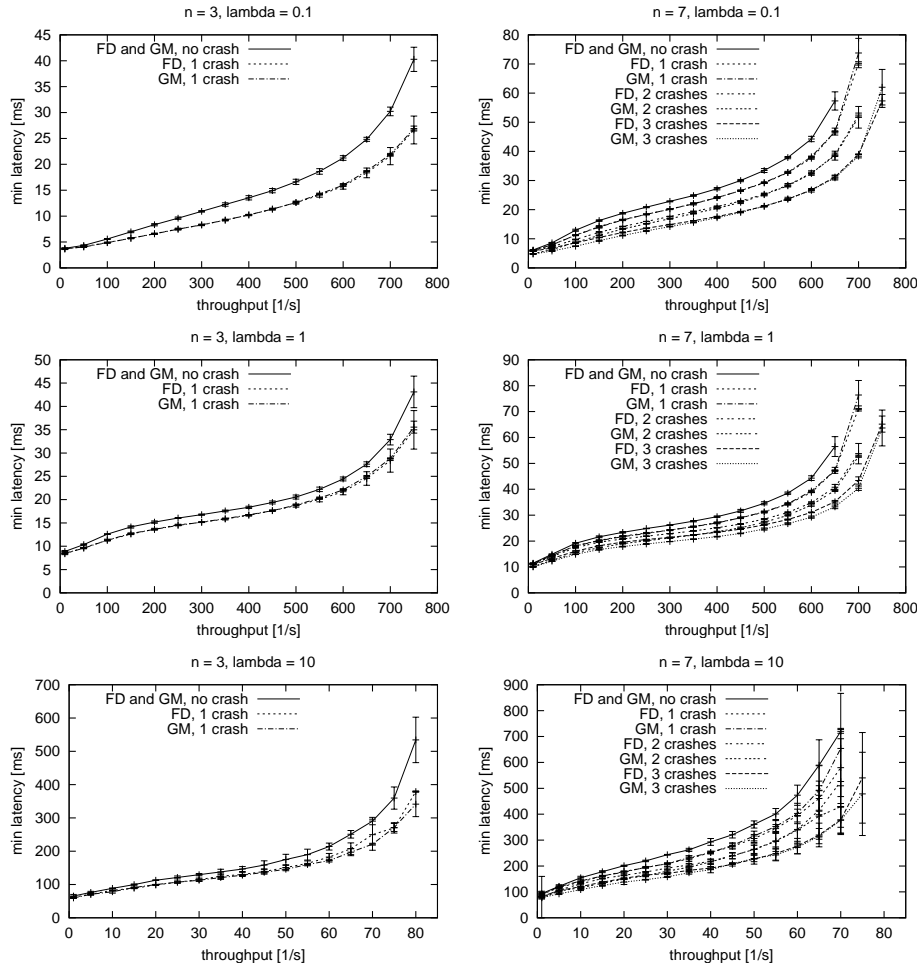 n = 3, lambda = 0.1
min latency [ms]
45
40
35
30
25
20
15
10
5
0
FD and GM, no crash
FD, 1 crash
GM, 1 crash
0 100 200 300 400 500 600 700 800
throughput [1/s]
n = 7, lambda = 0.1
min latency [ms]
80
70
60
50
40
30
20
10
0
FD and GM, no crash
FD, 1 crash
GM, 1 crash
FD, 2 crashes
GM, 2 crashes
FD, 3 crashes
GM, 3 crashes
0 100 200 300 400 500 600 700 800
throughput [1/s]
n = 3, lambda = 1
min latency [ms]
50
45
40
35
30
25
20
15
10
5
0
FD and GM, no crash
FD, 1 crash
GM, 1 crash
0 100 200 300 400 500 600 700 800
throughput [1/s]
n = 7, lambda = 1
min latency [ms]
90
80
70
60
50
40
30
20
10
0
FD and GM, no crash
FD, 1 crash
GM, 1 crash
FD, 2 crashes
GM, 2 crashes
FD, 3 crashes
GM, 3 crashes
0 100 200 300 400 500 600 700 800
throughput [1/s]
n = 3, lambda = 10
min latency [ms]
700
600
500
400
300
200
100
0
FD and GM, no crash
FD, 1 crash
GM, 1 crash
0 10 20 30 40 50 60 70 80
throughput [1/s]
n = 7, lambda = 10
min latency [ms]
900
800
700
600
500
400
300
200
100
0
FD and GM, no crash
FD, 1 crash
GM, 1 crash
FD, 2 crashes
GM, 2 crashes
FD, 3 crashes
GM, 3 crashes
0 10 20 30 40 50 60 70 80
throughput [1/s]